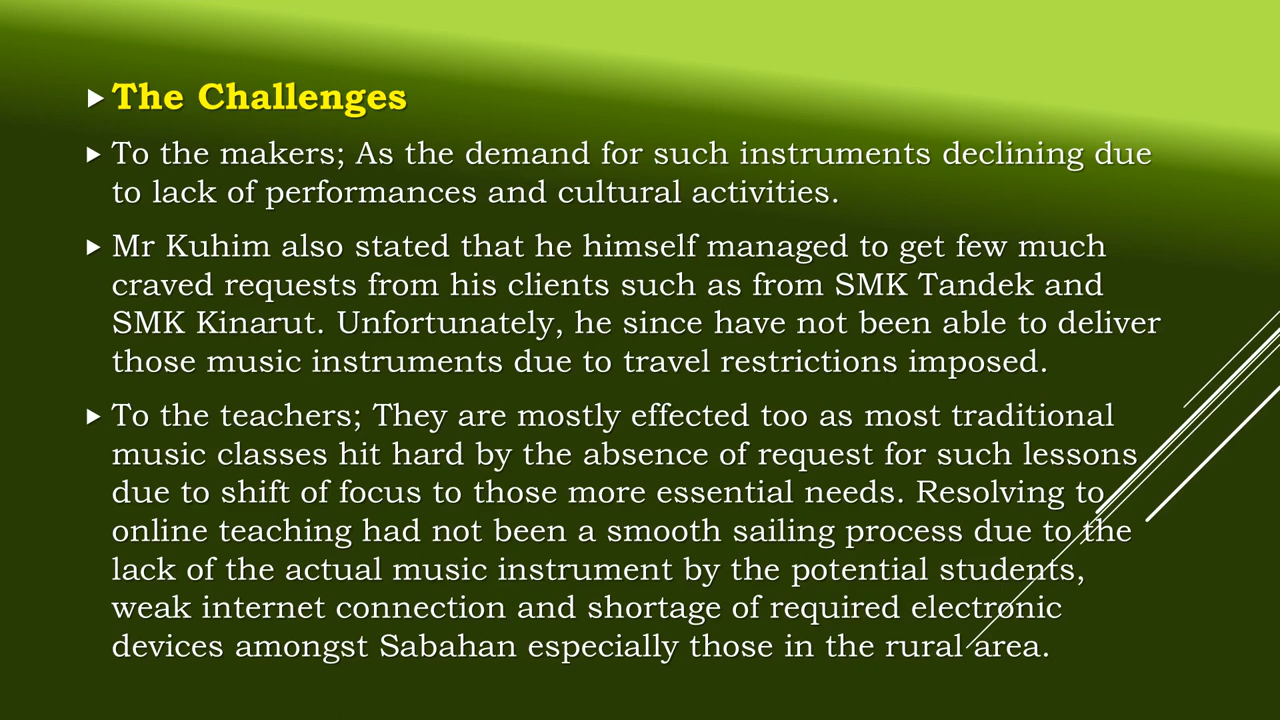 The Challenges
To the makers; As the demand for such instruments declining due
to lack of performances and cultural activities.
Mr Kuhim also stated that he himself managed to get few much
craved requests from his clients such as from SMK Tandek and
SMK Kinarut. Unfortunately, he since have not been able to deliver
those music instruments due to travel restrictions imposed.
To the teachers; They are mostly effected too as most traditional
music classes hit hard by the absence of request for such lessons
due to shift of focus to those more essential needs. Resolving to
online teaching had not been a smooth sailing process due to the
lack of the actual music instrument by the potential students,
weak internet connection and shortage of required electronic
devices amongst Sabahan especially those in the rural area.